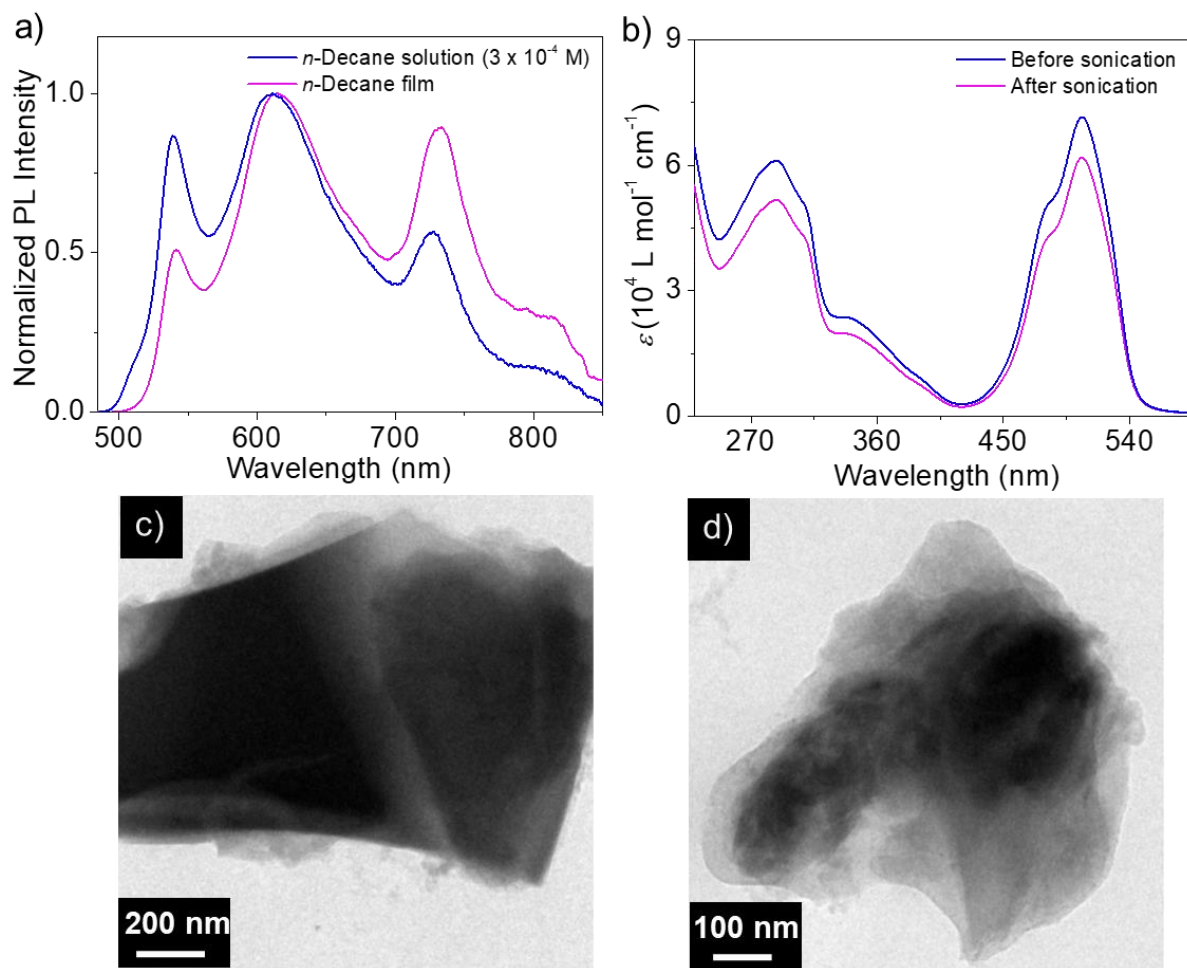 a)
n-Decane solution (3 x 10⁻⁴ M)
n-Decane film
1.0
0.5
0.0
Normalized PL Intensity
500 600 700 800
Wavelength (nm)
b)
Before sonication
After sonication
9
6
3
0
ε (10⁴ L mol⁻¹ cm⁻¹)
270 360 450 540
Wavelength (nm)
c)
200 nm
d)
100 nm